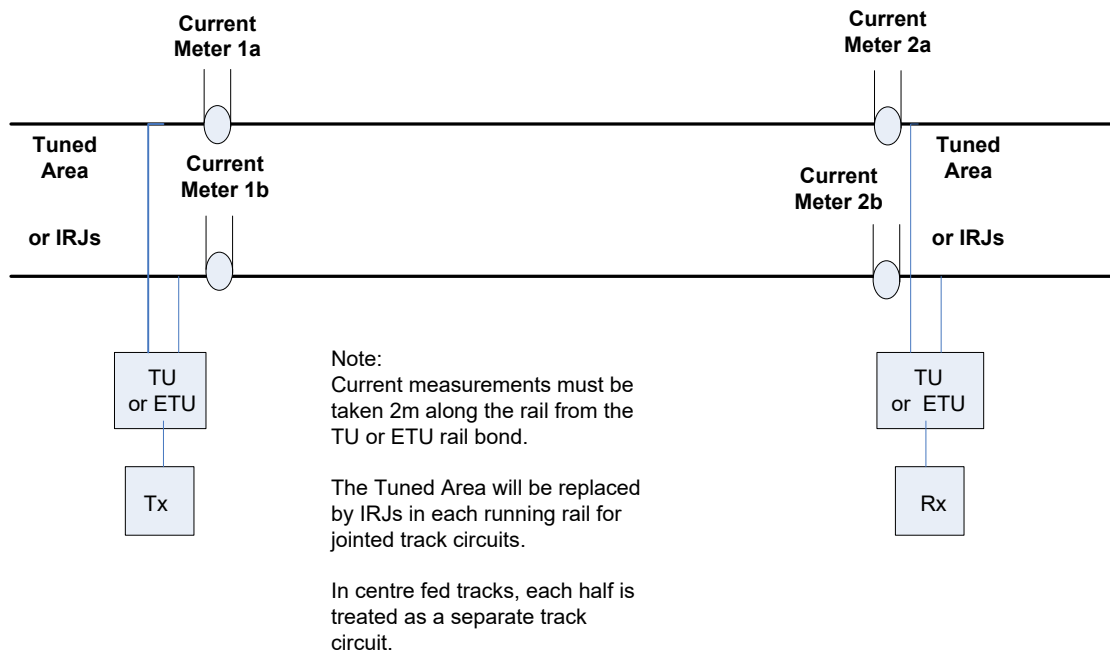 Current
Meter 1a
Current
Meter 2a
Tuned
Area
or IRJs
Current
Meter 1b
Current
Meter 2b
Tuned
Area
or IRJs
TU
or ETU
Tx
Note:
Current measurements must be
taken 2m along the rail from the
TU or ETU rail bond.
The Tuned Area will be replaced
by IRJs in each running rail for
jointed track circuits.
In centre fed tracks, each half is
treated as a separate track
circuit.
TU
or ETU
Rx